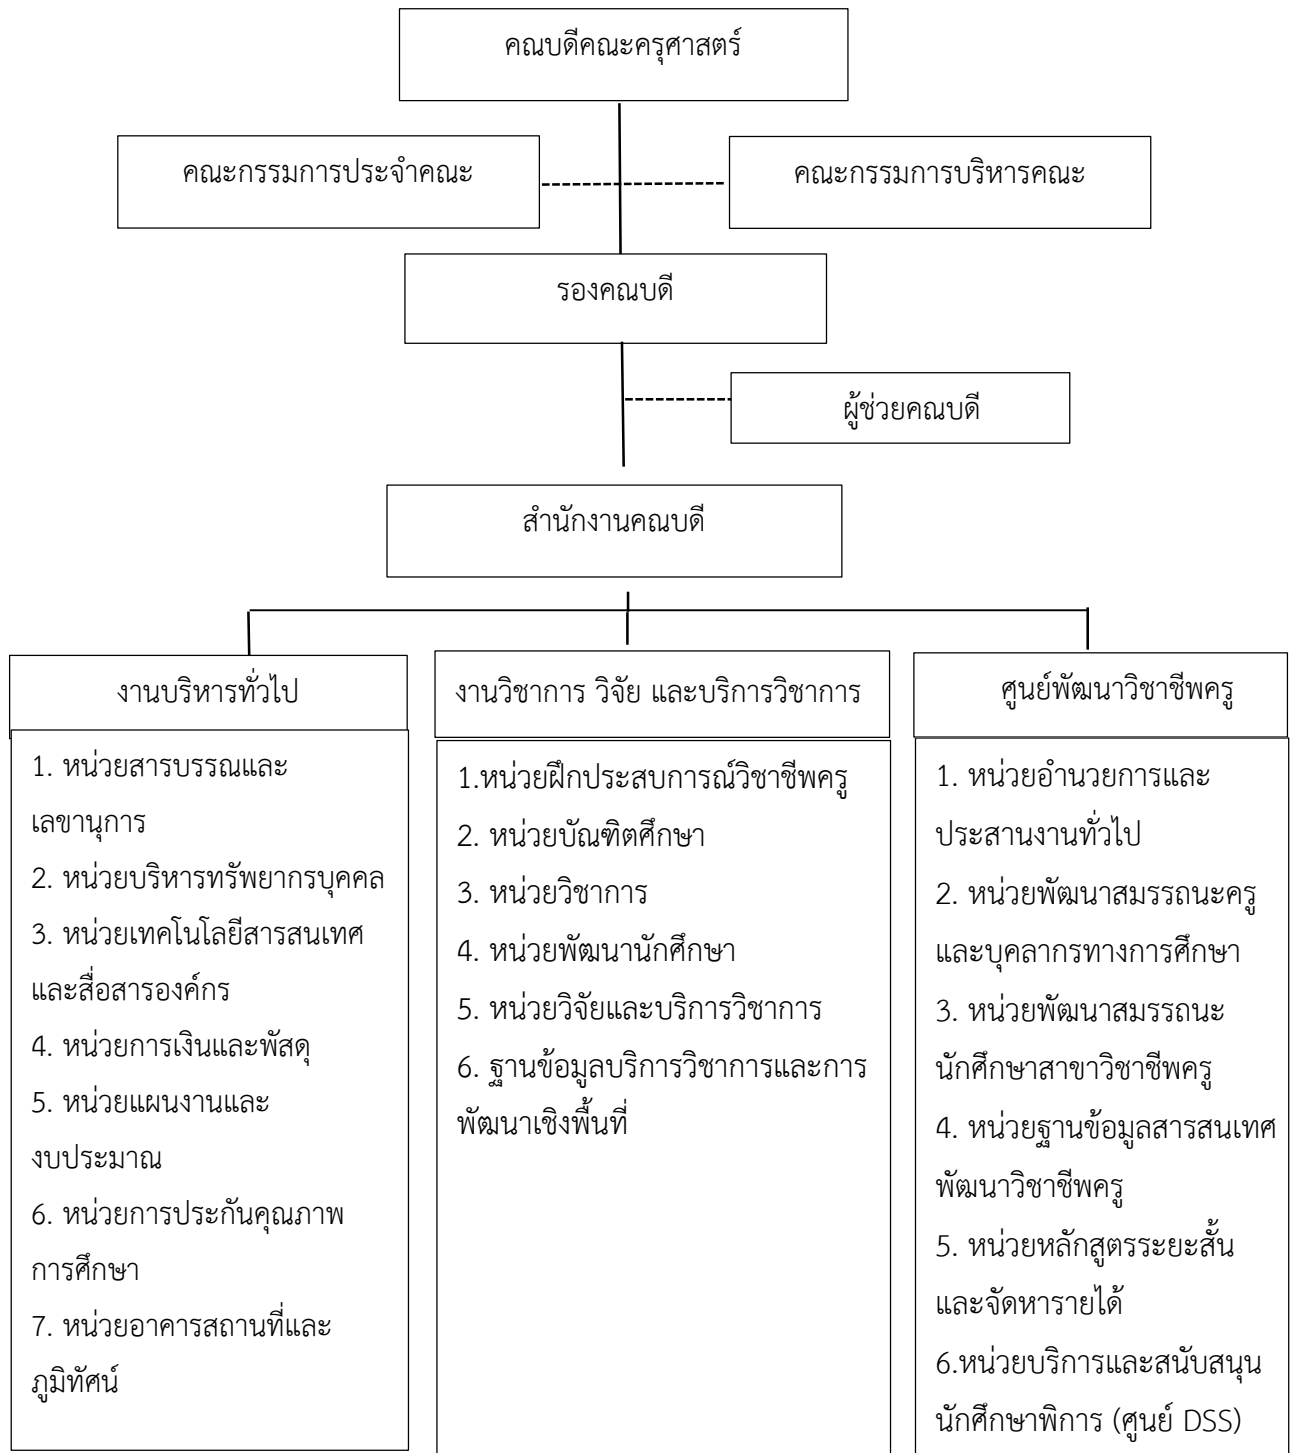 คณบดีคณะครุศาสตร์
คณะกรรมการประจำคณะ
คณะกรรมการบริหารคณะ
รองคณบดี
ผู้ช่วยคณบดี
สำนักงานคณบดี
งานบริหารทั่วไป
1. หน่วยสารบรรณและ
เลขานุการ
2. หน่วยบริหารทรัพยากรบุคคล
3. หน่วยเทคโนโลยีสารสนเทศ
และสื่อสารองค์กร
4. หน่วยการเงินและพัสดุ
5. หน่วยแผนงานและ
งบประมาณ
6. หน่วยการประกันคุณภาพ
การศึกษา
7. หน่วยอาคารสถานที่และ
ภูมิทัศน์
งานวิชาการ วิจัย และบริการวิชาการ
1.หน่วยฝึกประสบการณ์วิชาชีพครู
2. หน่วยบัณฑิตศึกษา
3. หน่วยวิชาการ
4. หน่วยพัฒนานักศึกษา
5. หน่วยวิจัยและบริการวิชาการ
6. ฐานข้อมูลบริการวิชาการและการ
พัฒนาเชิงพื้นที่
ศูนย์พัฒนาวิชาชีพครู
1. หน่วยอำนวยการและ
ประสานงานทั่วไป
2. หน่วยพัฒนาสมรรถนะครู
และบุคลากรทางการศึกษา
3. หน่วยพัฒนาสมรรถนะ
นักศึกษาสาขาวิชาชีพครู
4. หน่วยฐานข้อมูลสารสนเทศ
พัฒนาวิชาชีพครู
5. หน่วยหลักสูตรระยะสั้น
และจัดหารายได้
6.หน่วยบริการและสนับสนุน
นักศึกษาพิการ (ศูนย์ DSS)